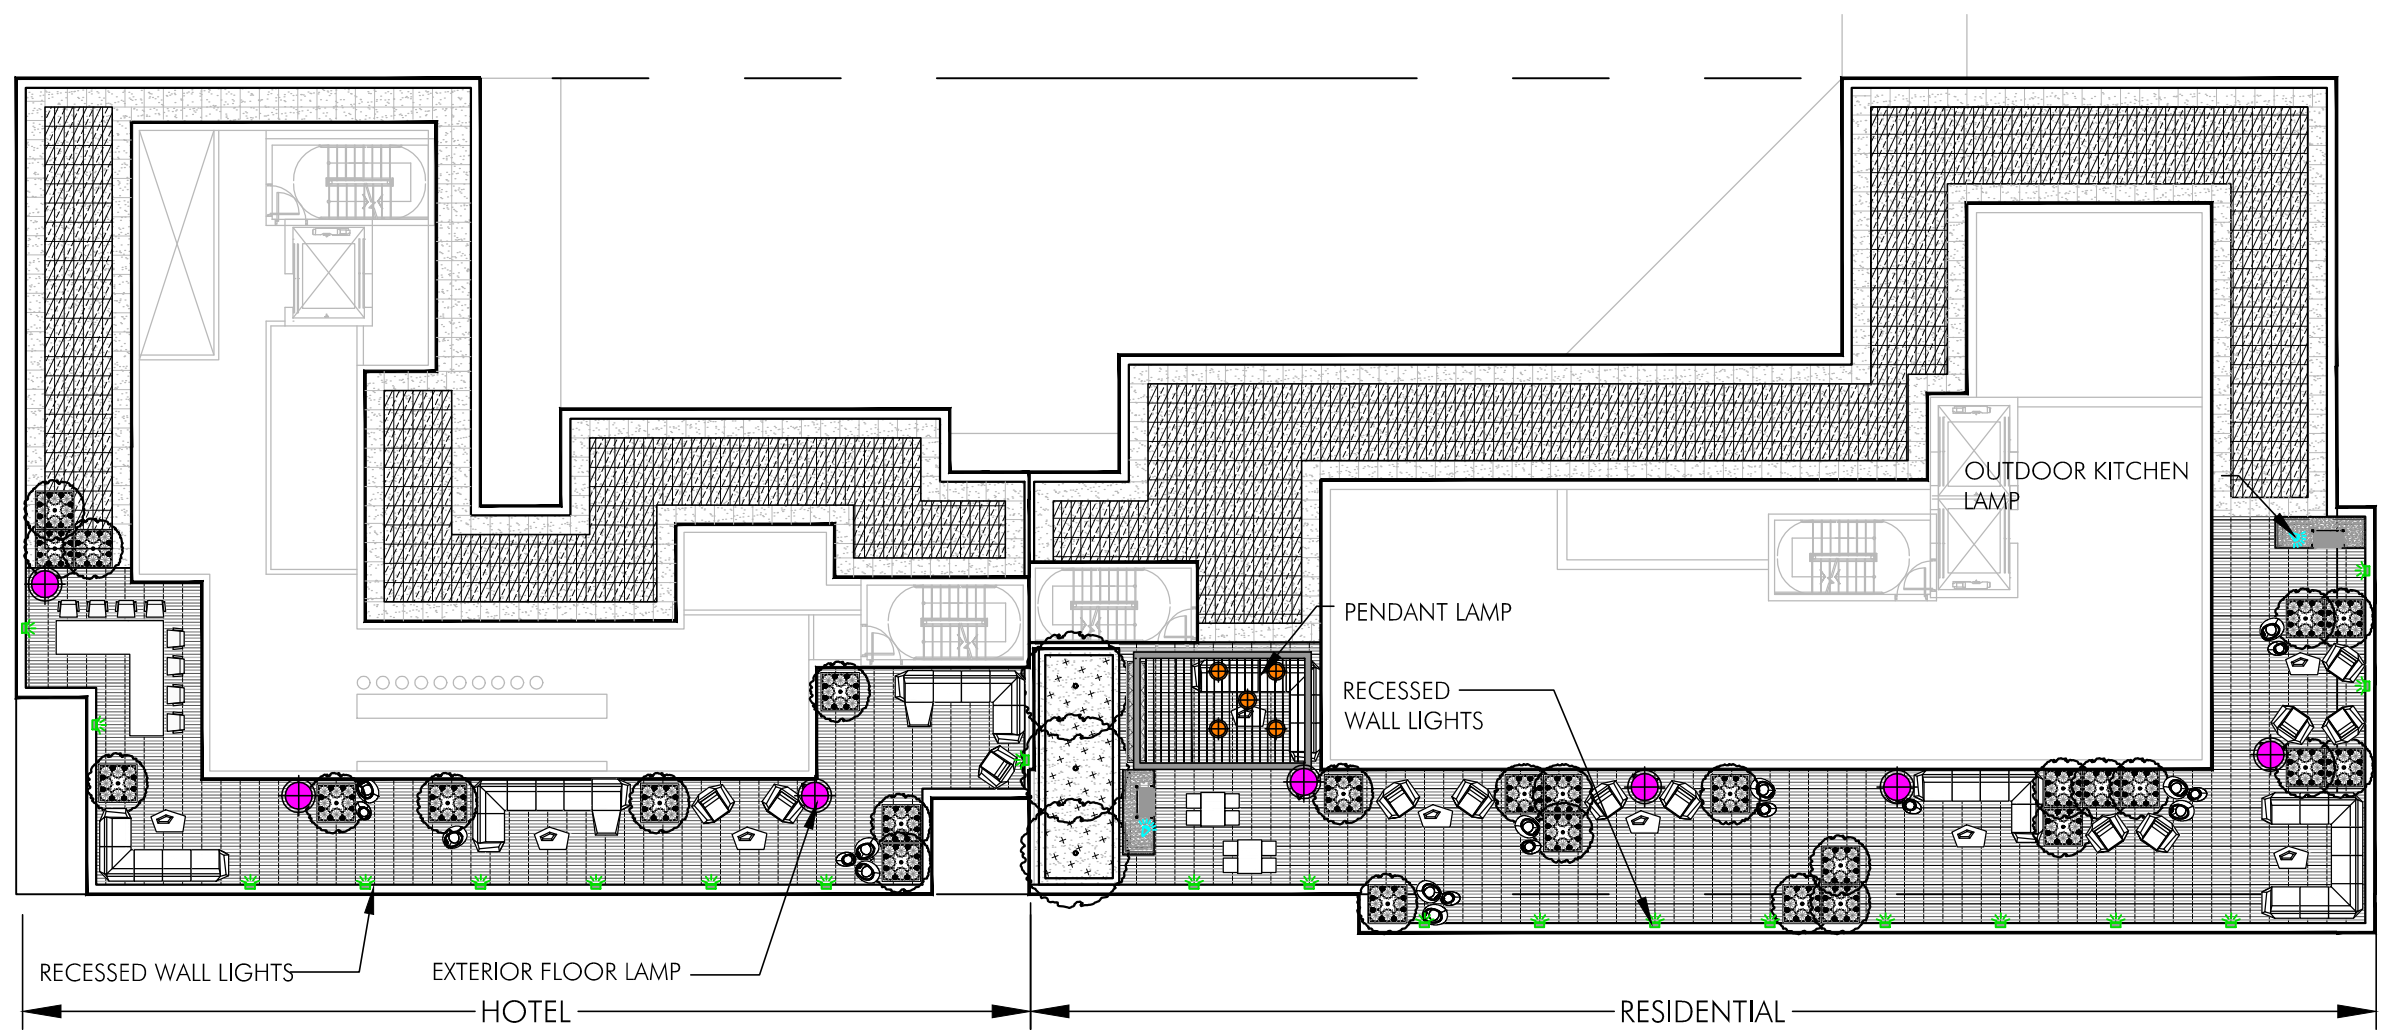 OUTDOOR KITCHEN
LAMP
PENDANT LAMP
RECESSED
WALL LIGHTS
RECESSED WALL LIGHTS
EXTERIOR FLOOR LAMP
HOTEL
RESIDENTIAL